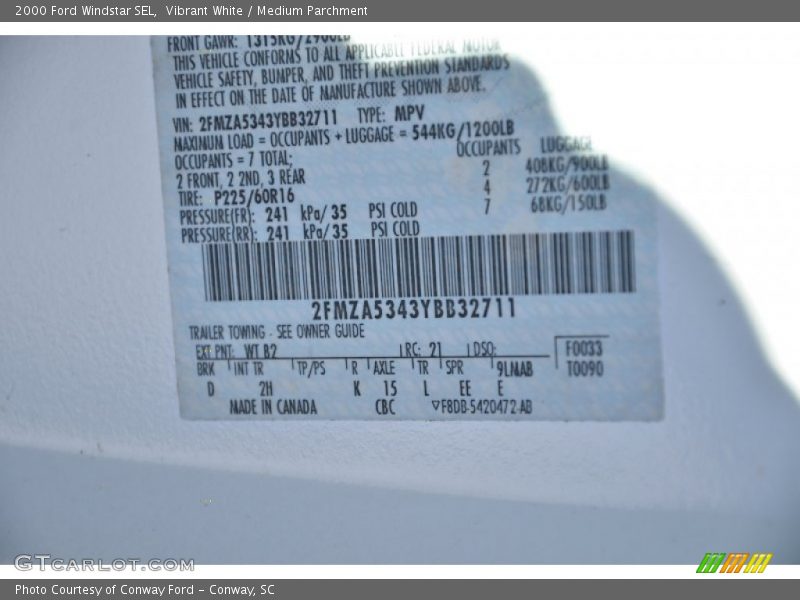 2000 Ford Windstar SEL,  Vibrant White / Medium Parchment
FRONT GAWR: 1315KG/2900LB
THIS VEHICLE CONFORMS TO ALL APPLICABLE FEDERAL MOTOR
VEHICLE SAFETY, BUMPER, AND THEFT PREVENTION STANDARDS
IN EFFECT ON THE DATE OF MANUFACTURE SHOWN ABOVE.
VIN: 2FMZA5343YBB32711 TYPE: MPV
MAXIMUM LOAD = OCCUPANTS + LUGGAGE = 544KG/1200LB
OCCUPANTS = 7 TOTAL; OCCUPANTS LUGGAGE
2 FRONT, 2 2ND, 3 REAR 2 408KG/900LB
TIRE: P225/60R16 4 272KG/600LB
PRESSURE(FR): 241 kPa/ 35 PSI COLD 7 68KG/150LB
PRESSURE(RR): 241 kPa/ 35 PSI COLD
2FMZA5343YBB32711
TRAILER TOWING - SEE OWNER GUIDE
EXT PNT: WT B2 RC: 21 DSO: F0033
BRK INT TR TP/PS R AXLE TR SPR 9LMAB T0090
D 2H K 15 L EE E
MADE IN CANADA CBC ▽F8DB-5420472 AB
GTCARLOT.COM
Photo Courtesy of Conway Ford - Conway, SC